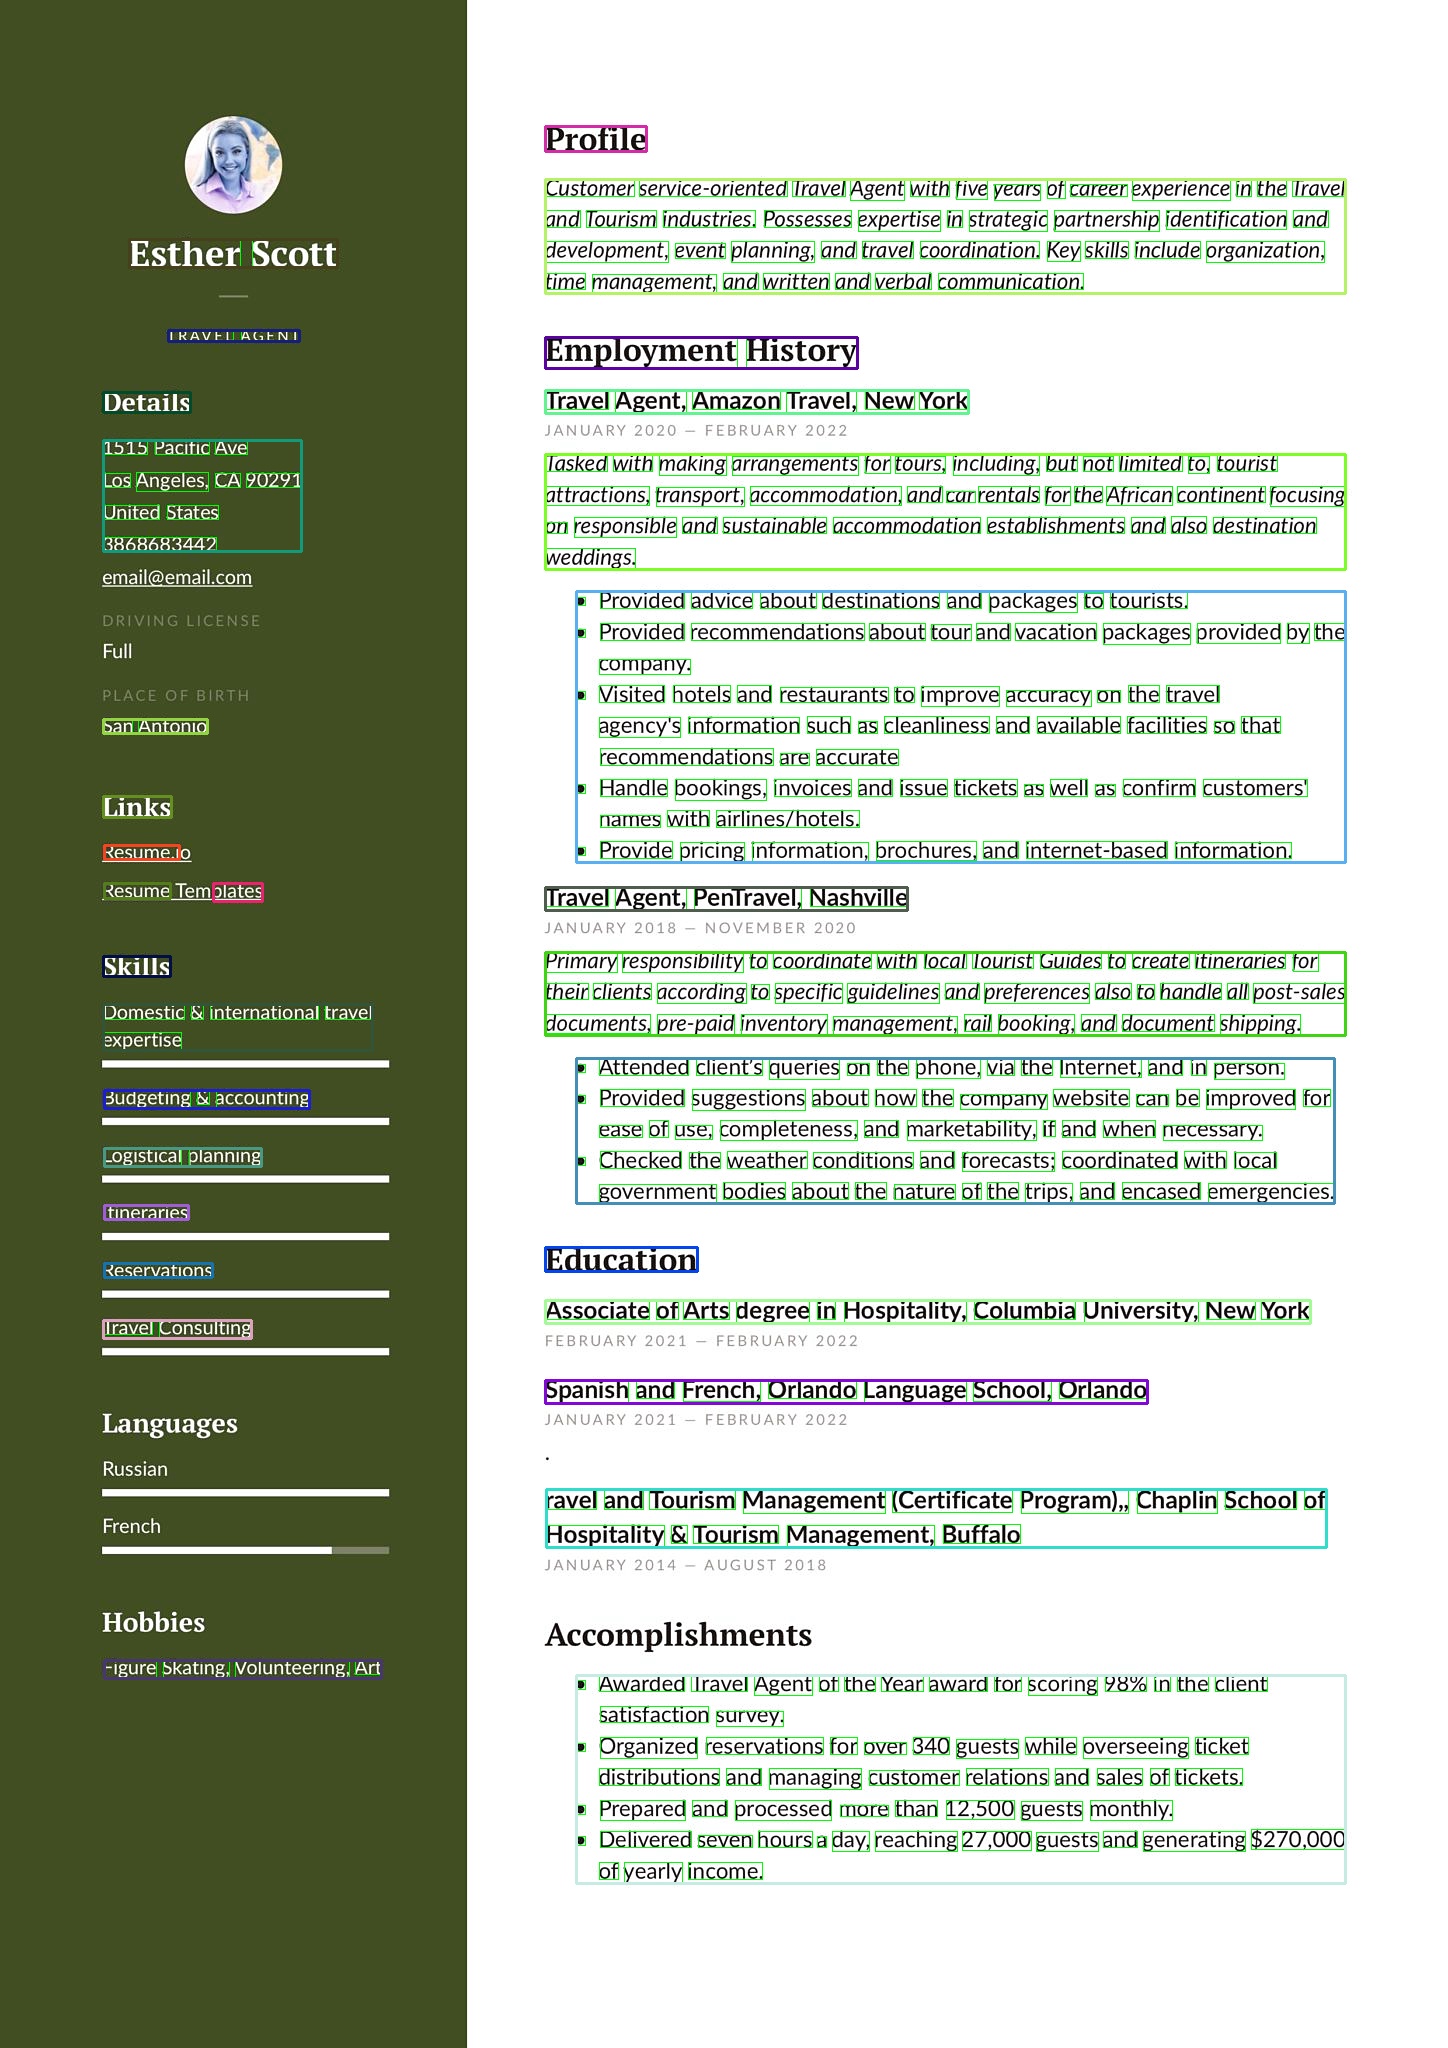 Esther Scott
TRAVEL AGENT
Details
1515 Pacific Ave
Los Angeles, CA 90291
United States
3868683442
email@email.com
DRIVING LICENSE
Full
PLACE OF BIRTH
San Antonio
Links
Resume.io
Resume Templates
Skills
Domestic & international travel
expertise
Budgeting & accounting
Logistical planning
Itineraries
Reservations
Travel Consulting
Languages
Russian
French
Hobbies
Figure Skating, Volunteering, Art
Profile
Customer service-oriented Travel Agent with five years of career experience in the Travel
and Tourism industries. Possesses expertise in strategic partnership identification and
development, event planning, and travel coordination. Key skills include organization,
time management, and written and verbal communication.
Employment History
Travel Agent, Amazon Travel, New York
JANUARY 2020 — FEBRUARY 2022
Tasked with making arrangements for tours, including, but not limited to, tourist
attractions, transport, accommodation, and car rentals for the African continent focusing
on responsible and sustainable accommodation establishments and also destination
weddings.
• Provided advice about destinations and packages to tourists.
• Provided recommendations about tour and vacation packages provided by the
company.
• Visited hotels and restaurants to improve accuracy on the travel
agency's information such as cleanliness and available facilities so that
recommendations are accurate
• Handle bookings, invoices and issue tickets as well as confirm customers'
names with airlines/hotels.
• Provide pricing information, brochures, and internet-based information.
Travel Agent, PenTravel, Nashville
JANUARY 2018 — NOVEMBER 2020
Primary responsibility to coordinate with local Tourist Guides to create itineraries for
their clients according to specific guidelines and preferences also to handle all post-sales
documents, pre-paid inventory management, rail booking, and document shipping.
• Attended client’s queries on the phone, via the Internet, and in person.
• Provided suggestions about how the company website can be improved for
ease of use, completeness, and marketability, if and when necessary.
• Checked the weather conditions and forecasts; coordinated with local
government bodies about the nature of the trips, and encased emergencies.
Education
Associate of Arts degree in Hospitality, Columbia University, New York
FEBRUARY 2021 — FEBRUARY 2022
Spanish and French, Orlando Language School, Orlando
JANUARY 2021 — FEBRUARY 2022
.
ravel and Tourism Management (Certificate Program),, Chaplin School of
Hospitality & Tourism Management, Buffalo
JANUARY 2014 — AUGUST 2018
Accomplishments
• Awarded Travel Agent of the Year award for scoring 98% in the client
satisfaction survey.
• Organized reservations for over 340 guests while overseeing ticket
distributions and managing customer relations and sales of tickets.
• Prepared and processed more than 12,500 guests monthly.
• Delivered seven hours a day, reaching 27,000 guests and generating $270,000
of yearly income.